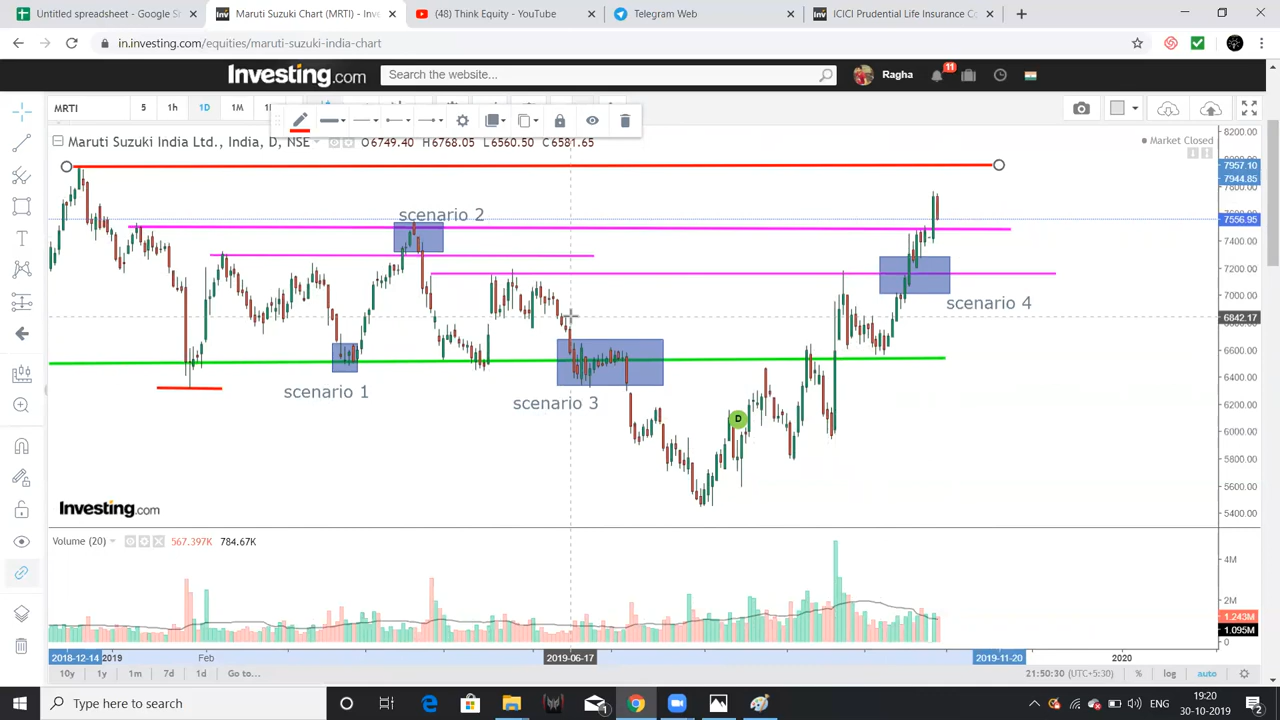 Untitled spreadsheet - Google S
Maruti Suzuki Chart (MRTI) - Inve
(48) Think Equity - YouTube
Telegram Web
ICICI Prudential Life Insurance Co
in.investing.com/equities/maruti-suzuki-india-chart
Investing.com
Search the website...
11
Ragha
MRTI
5
1h
1D
1M
Maruti Suzuki India Ltd., India, D, NSE
O6749.40 H6768.05 L6560.50 C6581.65
Market Closed
8200.00
7957.10
7944.85
7800.00
7556.95
7400.00
7200.00
7000.00
6842.17
6600.00
6400.00
6200.00
6000.00
5800.00
5600.00
5400.00
scenario 2
scenario 4
scenario 1
scenario 3
D
Investing.com
Volume (20)
567.397K
784.67K
4M
2M
1.243M
1.095M
0
2018-12-14
2019
Feb
2019-06-17
2019-11-20
2020
10y
1y
1m
7d
1d
Go to...
21:50:30 (UTC+5:30)
%
log
auto
Type here to search
1
ENG
19:20
30-10-2019
2